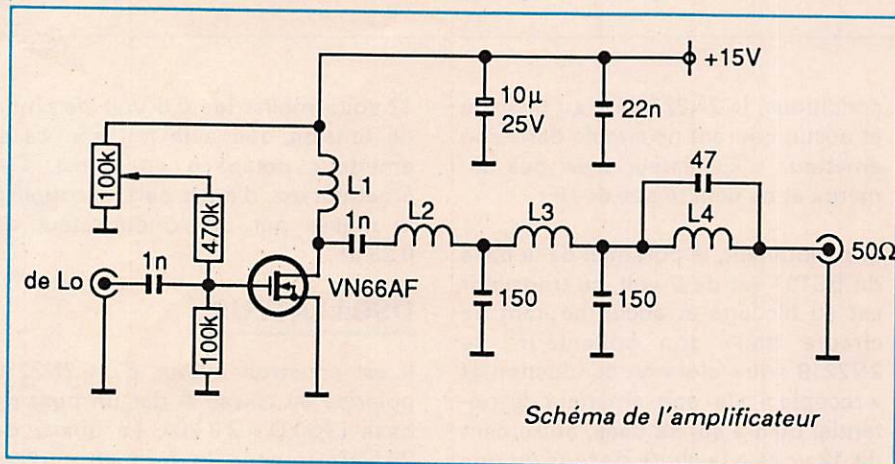 +15V
10µ
25V
22n
100k
470k
L1
1n
L2
L3
47
L4
50Ω
de Lo
1n
VN66AF
150
150
100k
Schéma de l'amplificateur